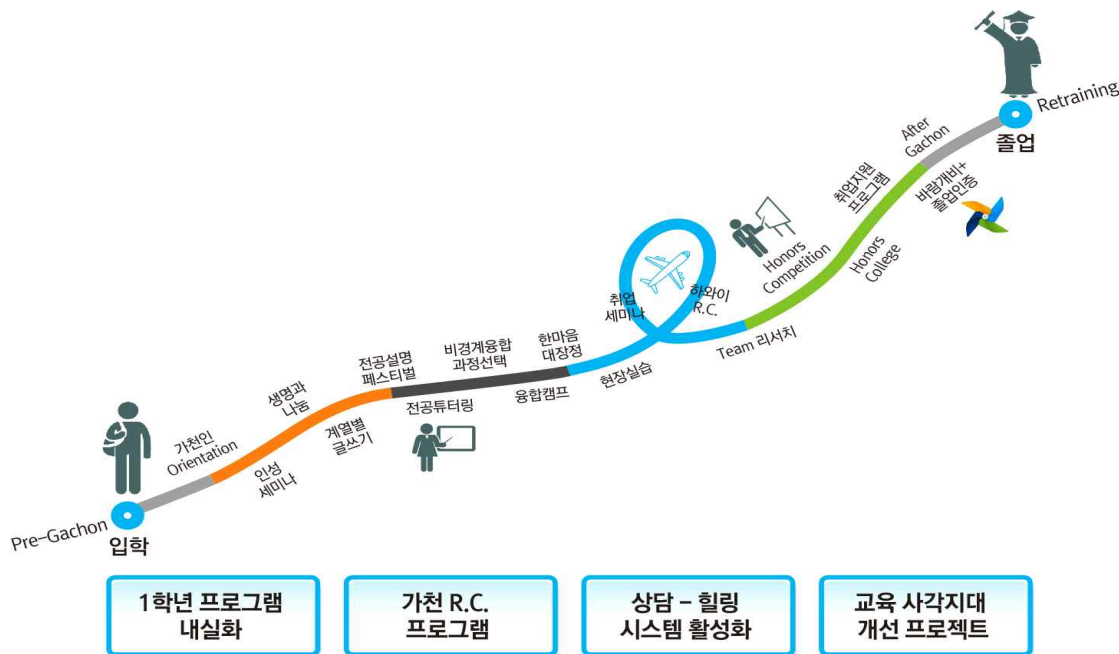 Pre-Gachon
입학
가천인
Orientation
인성
세미나
생명과
나눔
계열별
글쓰기
전공설명
페스티벌
전공튜터링
비경계융합
과정선택
융합캠프
한마음
대장정
현장실습
취업
세미나
하와이
R.C.
Team 리서치
Honors
Competition
Honors
College
취업지원
프로그램
After
Gachon
바람개비+
졸업인증
졸업
Retraining
1학년 프로그램
내실화
가천 R.C.
프로그램
상담 – 힐링
시스템 활성화
교육 사각지대
개선 프로젝트